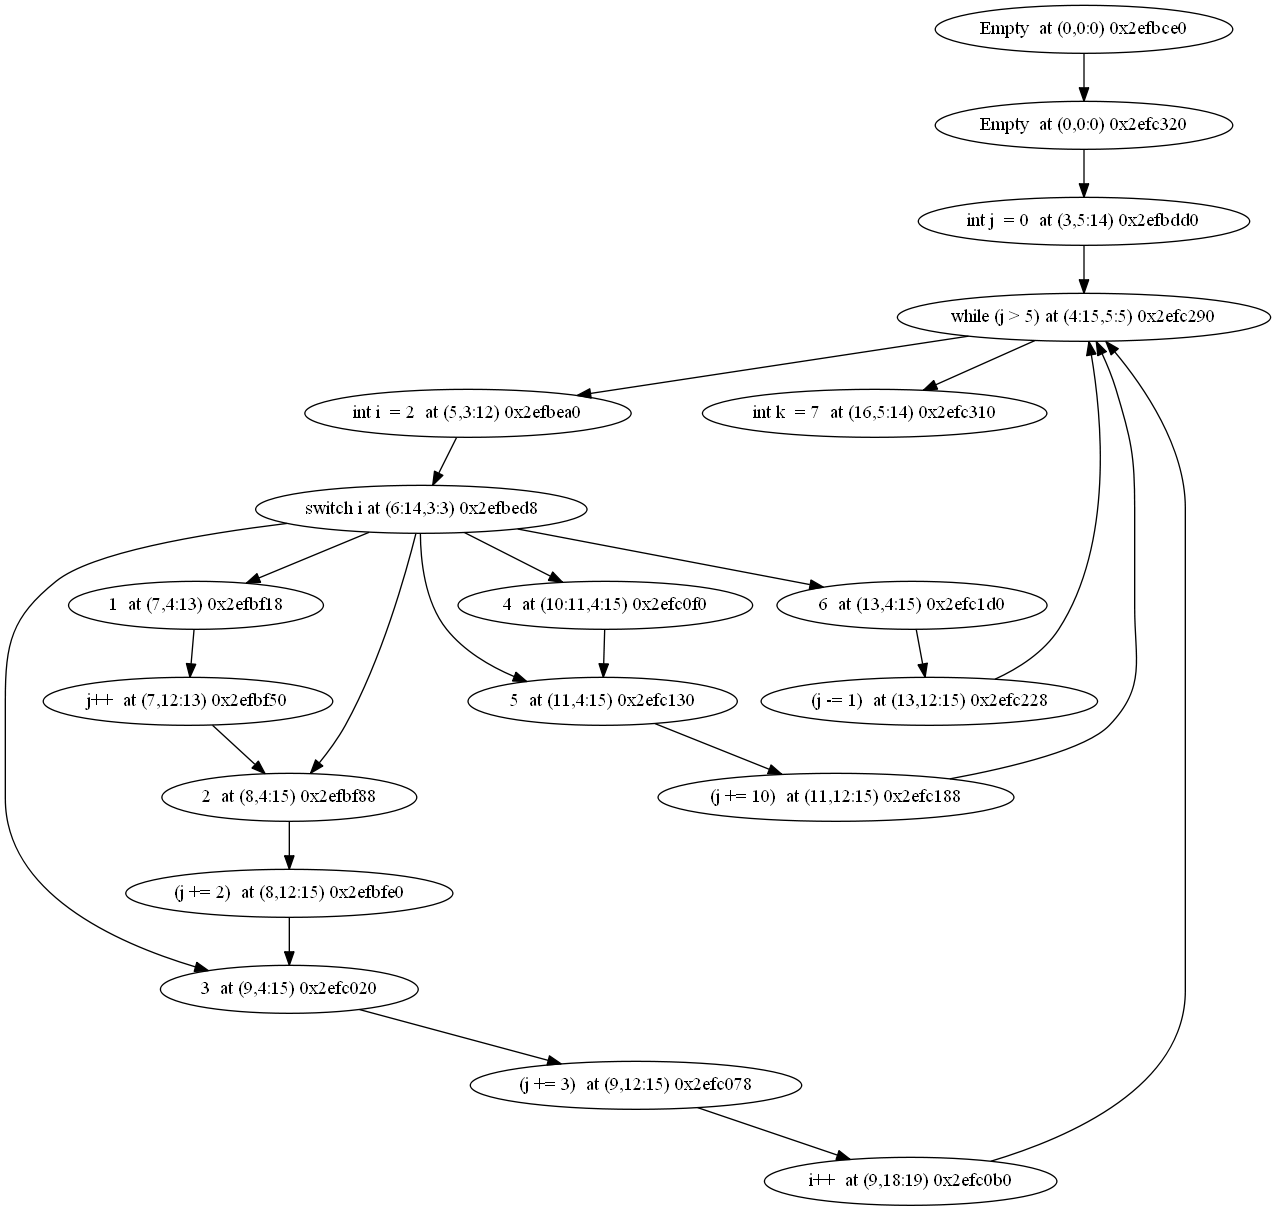 Empty at (0,0:0) 0x2efbce0
Empty at (0,0:0) 0x2efc320
int j = 0 at (3,5:14) 0x2efbdd0
while (j > 5) at (4:15,5:5) 0x2efc290
int i = 2 at (5,3:12) 0x2efbea0
int k = 7 at (16,5:14) 0x2efc310
switch i at (6:14,3:3) 0x2efbed8
1 at (7,4:13) 0x2efbf18
4 at (10:11,4:15) 0x2efc0f0
6 at (13,4:15) 0x2efc1d0
j++ at (7,12:13) 0x2efbf50
5 at (11,4:15) 0x2efc130
(j -= 1) at (13,12:15) 0x2efc228
2 at (8,4:15) 0x2efbf88
(j += 10) at (11,12:15) 0x2efc188
(j += 2) at (8,12:15) 0x2efbfe0
3 at (9,4:15) 0x2efc020
(j += 3) at (9,12:15) 0x2efc078
i++ at (9,18:19) 0x2efc0b0